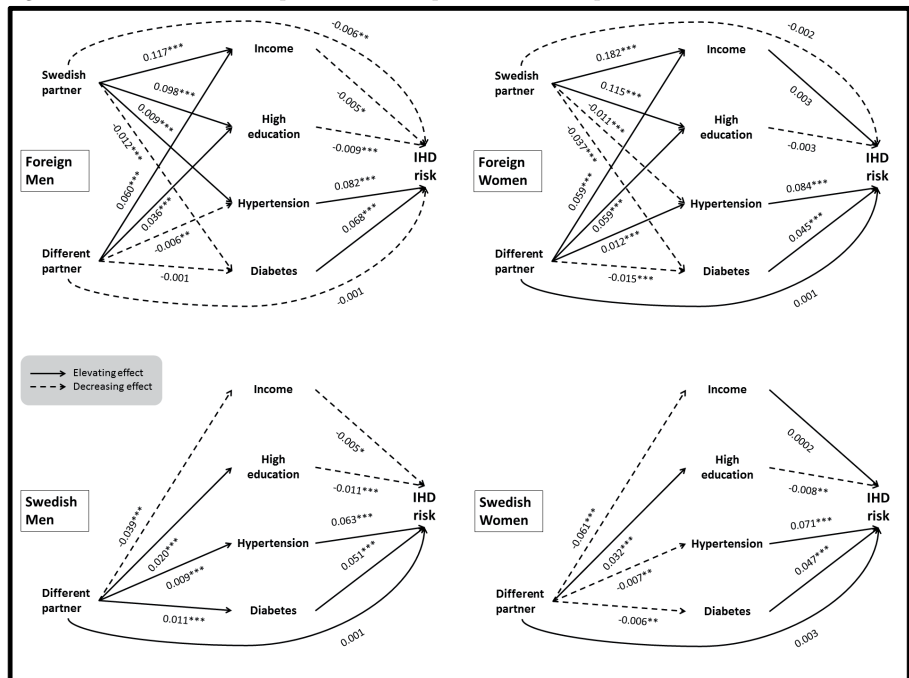 -0.006**
Income
0.117***
Swedish
partner
0.098***
-0.005*
0.009***
High
education
-0.012***
-0.009***
IHD
risk
Foreign
Men
0.082***
0.060***
Hypertension
0.036***
0.068***
-0.006**
Different
partner
-0.001
Diabetes
-0.001
-0.002
Income
0.182***
Swedish
partner
0.115***
0.003
-0.011***
High
education
-0.037***
-0.003
IHD
risk
Foreign
Women
0.084***
0.059***
Hypertension
0.059***
0.012***
0.045***
Different
partner
-0.015***
Diabetes
0.001
Elevating effect
Decreasing effect
Income
-0.005*
High
education
-0.011***
IHD
risk
Swedish
Men
0.063***
-0.039***
Hypertension
0.020***
0.051***
0.009***
Different
partner
Diabetes
0.011***
0.001
Income
0.0002
High
education
-0.008**
IHD
risk
Swedish
Women
0.071***
-0.061***
Hypertension
0.032***
0.047***
-0.007**
Different
partner
Diabetes
-0.006**
0.003